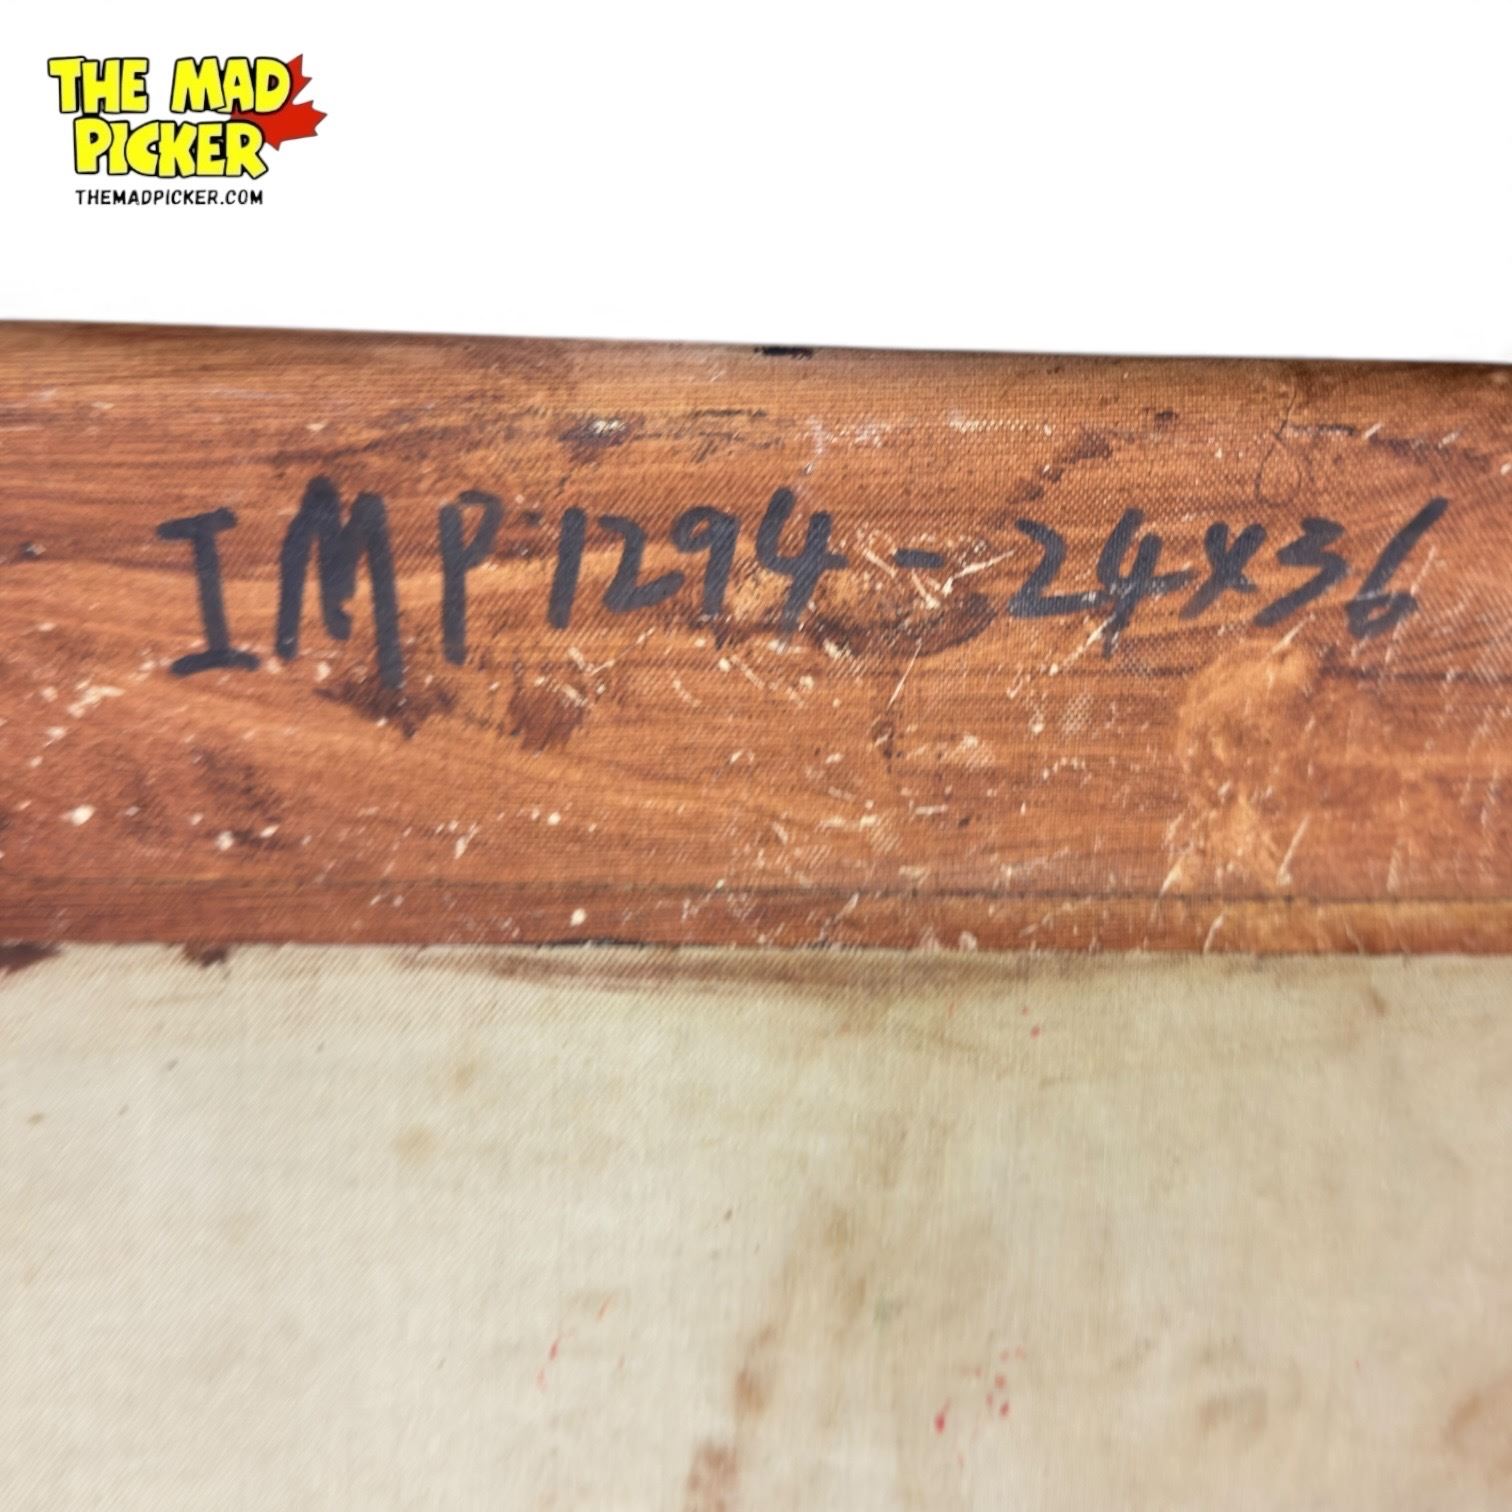 THE MAD
PICKER
THEMADPICKER.COM
IMP1294-24X36